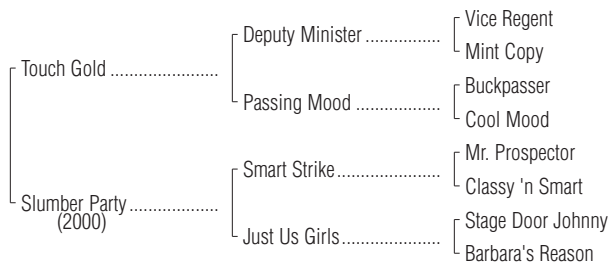 Vice Regent
Deputy Minister .................
Mint Copy
Touch Gold ........................
Buckpasser
Passing Mood ...................
Cool Mood
Mr. Prospector
Smart Strike.......................
Classy 'n Smart
Slumber Party....................
(2000)
Stage Door Johnny
Just Us Girls......................
Barbara's Reason